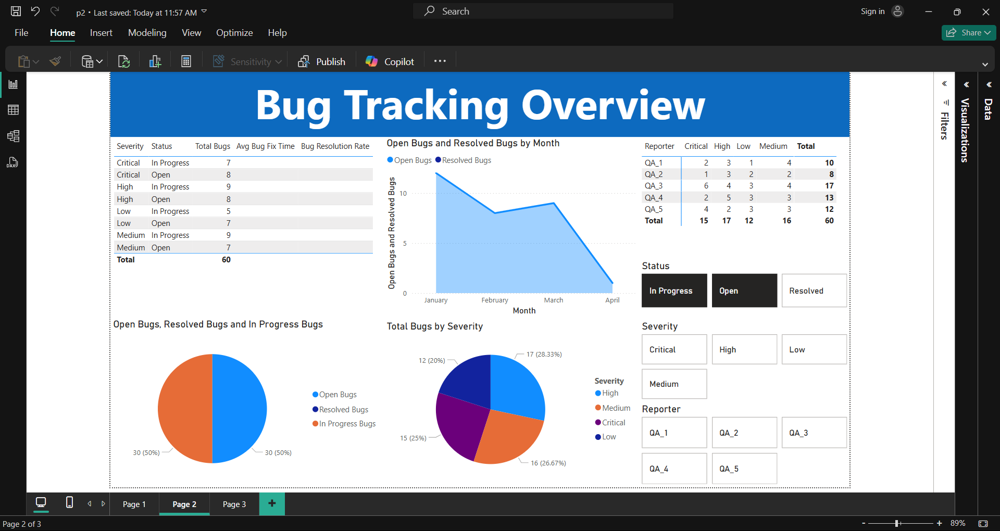 p2 • Last saved: Today at 11:57 AM
Search
Sign in
File Home Insert Modeling View Optimize Help
Share
Sensitivity
Publish
Copilot
Bug Tracking Overview
Severity Status Total Bugs Avg Bug Fix Time Bug Resolution Rate
Critical In Progress 7
Critical Open 8
High In Progress 9
High Open 8
Low In Progress 5
Low Open 7
Medium In Progress 9
Medium Open 7
Total 60
Open Bugs and Resolved Bugs by Month
Open Bugs Resolved Bugs
Open Bugs and Resolved Bugs
10
5
0
January February March April
Month
Reporter Critical High Low Medium Total
QA_1 2 3 1 4 10
QA_2 1 3 2 2 8
QA_3 6 4 3 4 17
QA_4 2 5 3 3 13
QA_5 4 2 3 3 12
Total 15 17 12 16 60
Status
In Progress Open Resolved
Open Bugs, Resolved Bugs and In Progress Bugs
30 (50%)
30 (50%)
Open Bugs
Resolved Bugs
In Progress Bugs
Total Bugs by Severity
17 (28.33%)
12 (20%)
15 (25%)
16 (26.67%)
Severity
High
Medium
Critical
Low
Severity
Critical High Low
Medium
Reporter
QA_1 QA_2 QA_3
QA_4 QA_5
Filters
Visualizations
Data
DAX
Page 1 Page 2 Page 3 +
Page 2 of 3
- + 89%